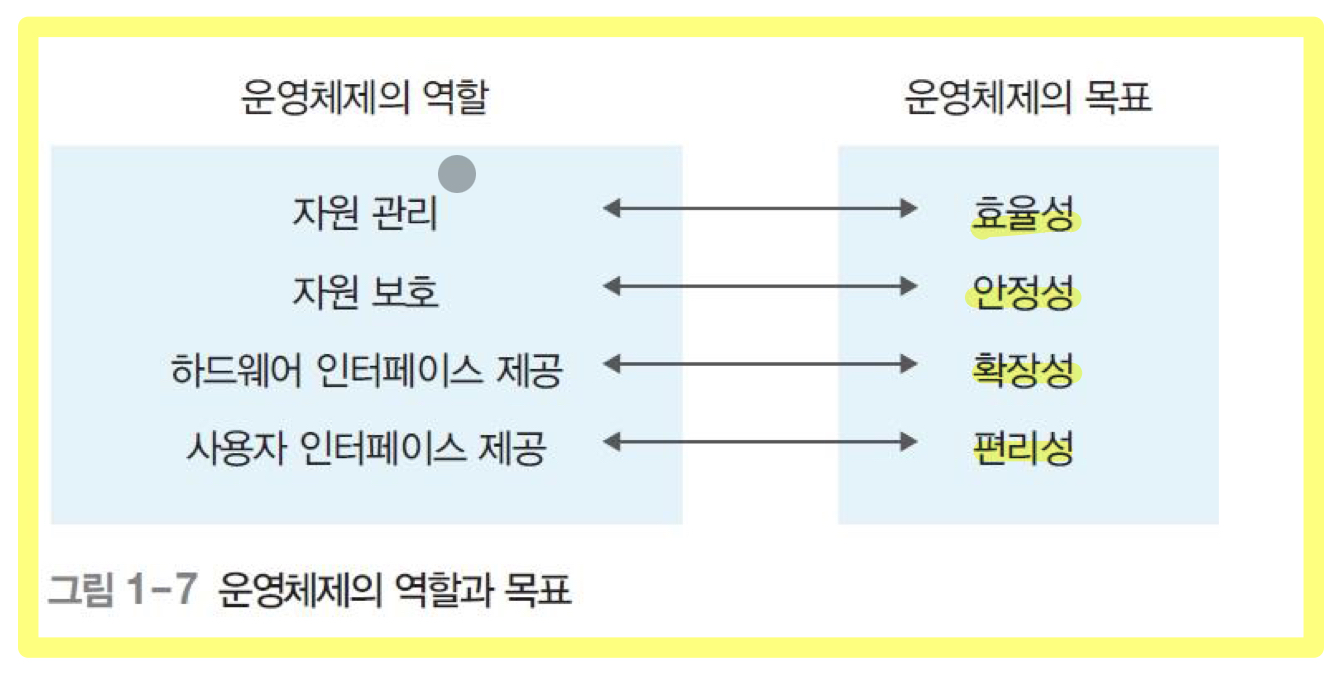 운영체제의 역할 운영체제의 목표
자원 관리 효율성
자원 보호 안정성
하드웨어 인터페이스 제공 확장성
사용자 인터페이스 제공 편리성
그림 1-7 운영체제의 역할과 목표